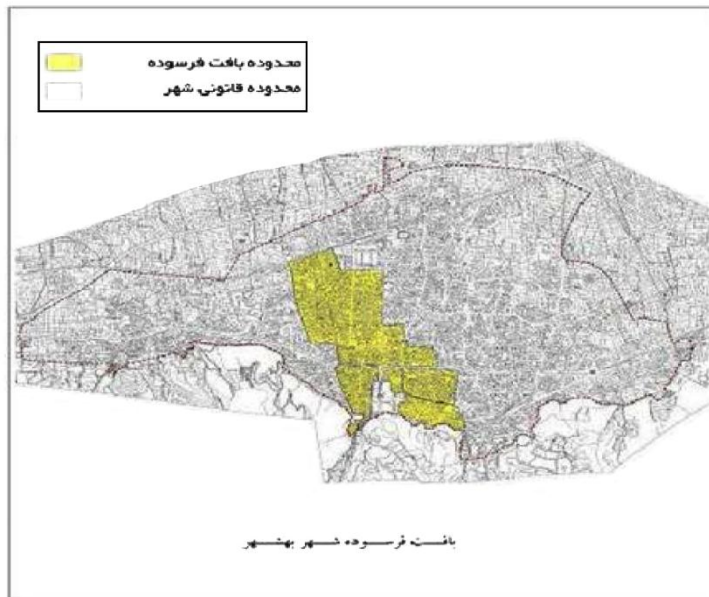 محدوده بافت فرسوده
محدوده قانونی شهر
بافت فرسوده شهر بهشهر